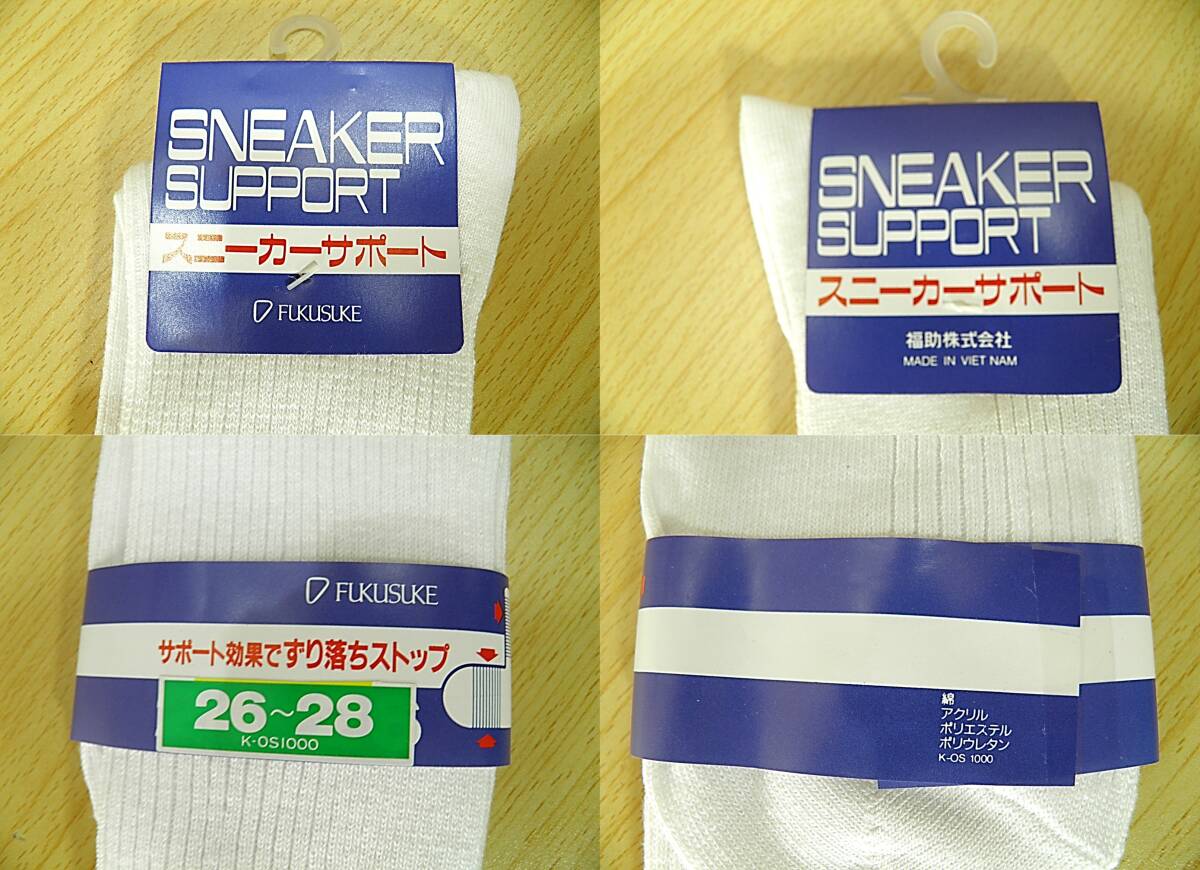 SNEAKER
SUPPORT
スニーカーサポート
FUKUSUKE
SNEAKER
SUPPORT
スニーカーサポート
福助株式会社
MADE IN VIET NAM
FUKUSUKE
サポート効果でずり落ちストップ
26～28
K-OS1000
綿
アクリル
ポリエステル
ポリウレタン
K-OS 1000